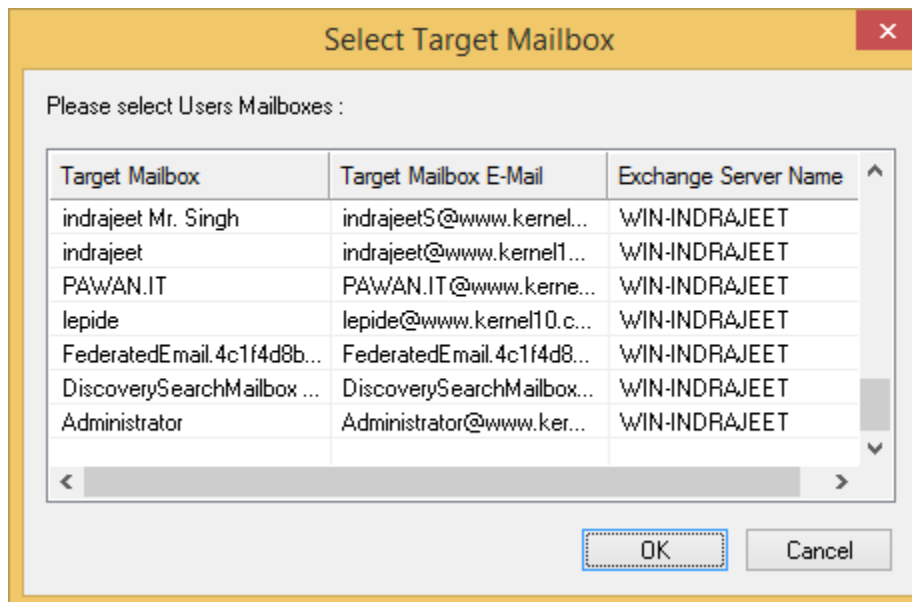 Select Target Mailbox
Please select Users Mailboxes :
Target Mailbox Target Mailbox E-Mail Exchange Server Name
indrajeet Mr. Singh indrajeetS@www.kernel... WIN-INDRAJEET
indrajeet indrajeet@www.kernel1... WIN-INDRAJEET
PAWAN.IT PAWAN.IT@www.kerne... WIN-INDRAJEET
lepide lepide@www.kernel10.c... WIN-INDRAJEET
FederatedEmail.4c1f4d8b... FederatedEmail.4c1f4d8... WIN-INDRAJEET
DiscoverySearchMailbox ... DiscoverySearchMailbox... WIN-INDRAJEET
Administrator Administrator@www.ker... WIN-INDRAJEET
OK Cancel